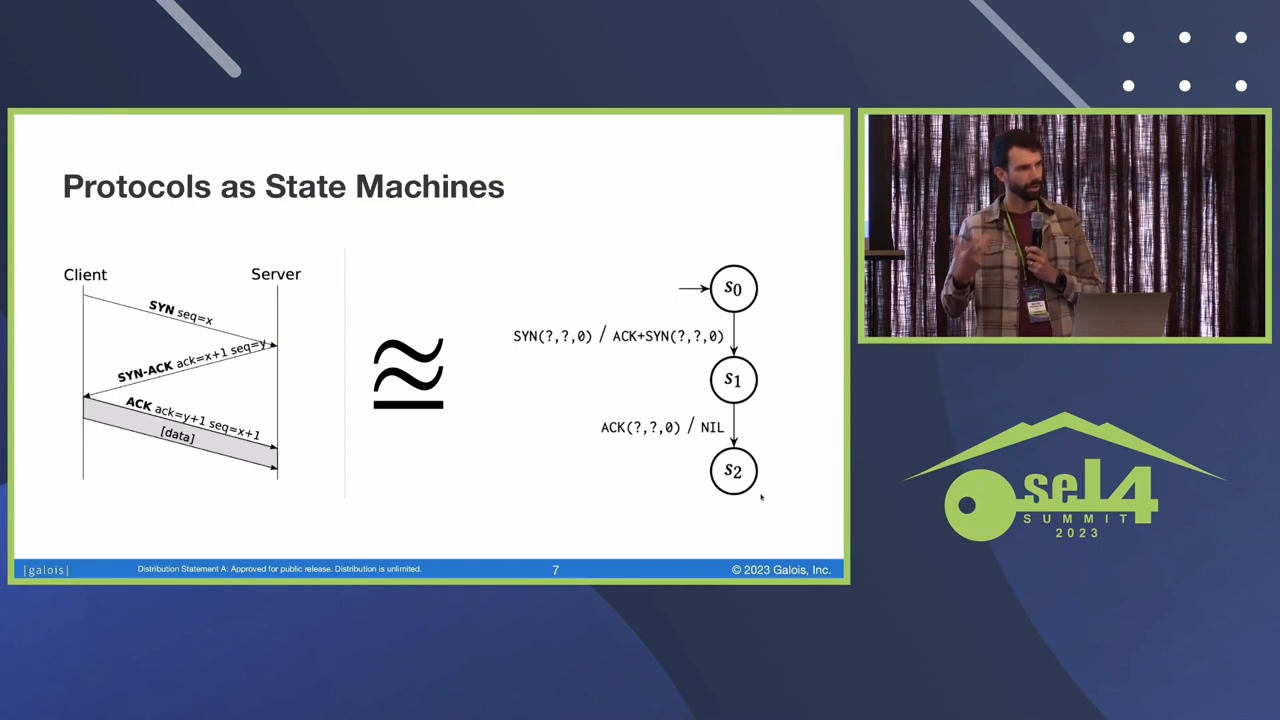 Protocols as State Machines
Client
Server
SYN seq=x
SYN-ACK ack=x+1 seq=y
ACK ack=y+1 seq=x+1
[data]
≊
s0
SYN(?,?,0) / ACK+SYN(?,?,0)
s1
ACK(?,?,0) / NIL
s2
|galois|
Distribution Statement A: Approved for public release. Distribution is unlimited.
7
© 2023 Galois, Inc.
seL4
SUMMIT
2023